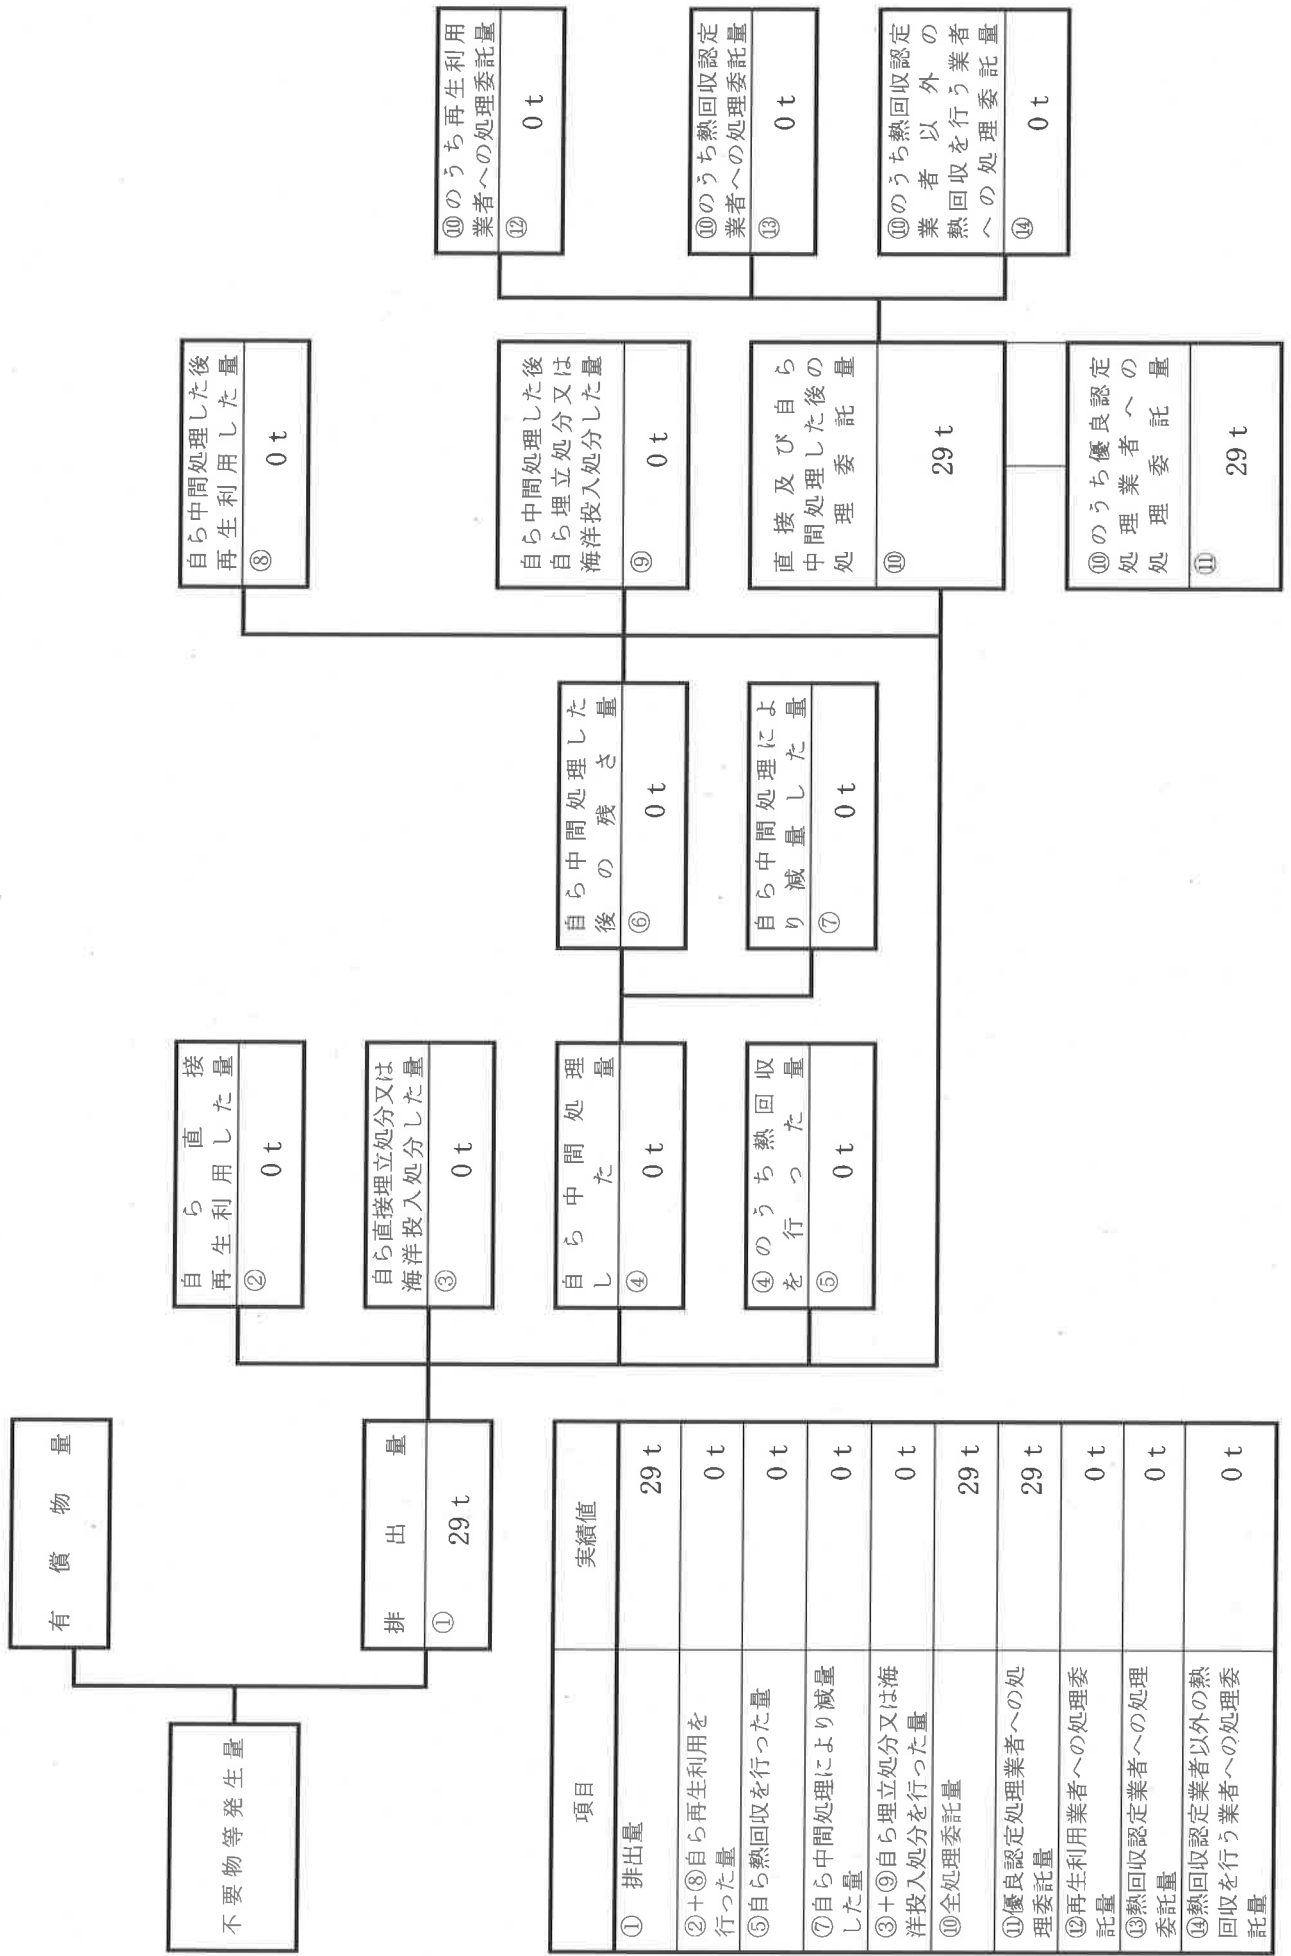 不要物等発生量
有償物量
排出量
①
29 t
自ら直接
再生利用した量
②
0 t
自ら直接埋立処分又は
海洋投入処分した量
③
0 t
自ら中間処理
した量
④
0 t
④のうち熱回収
を行った量
⑤
0 t
自ら中間処理した
後の残さ量
⑥
0 t
自ら中間処理によ
り減量した量
⑦
0 t
自ら中間処理した後
再生利用した量
⑧
0 t
自ら中間処理した後
自ら埋立処分又は
海洋投入処分した量
⑨
0 t
直接及び自ら
中間処理した後の
処理委託量
⑩
29 t
⑩のうち優良認定
処理業者への
処理委託量
⑪
29 t
⑩のうち再生利用
業者への処理委託量
⑫
0 t
⑩のうち熱回収認定
業者への処理委託量
⑬
0 t
⑩のうち熱回収認定
業者以外の
熱回収を行う業者
への処理委託量
⑭
0 t
項目 実績値
① 排出量 29 t
②+⑧自ら再生利用を
行った量 0 t
⑤自ら熱回収を行った量 0 t
⑦自ら中間処理により減量
した量 0 t
③+⑨自ら埋立処分又は海
洋投入処分を行った量 0 t
⑩全処理委託量 29 t
⑪優良認定処理業者への処
理委託量 29 t
⑫再生利用業者への処理委
託量 0 t
⑬熱回収認定業者への処理
委託量 0 t
⑭熱回収認定業者以外の熱
回収を行う業者への処理委
託量 0 t